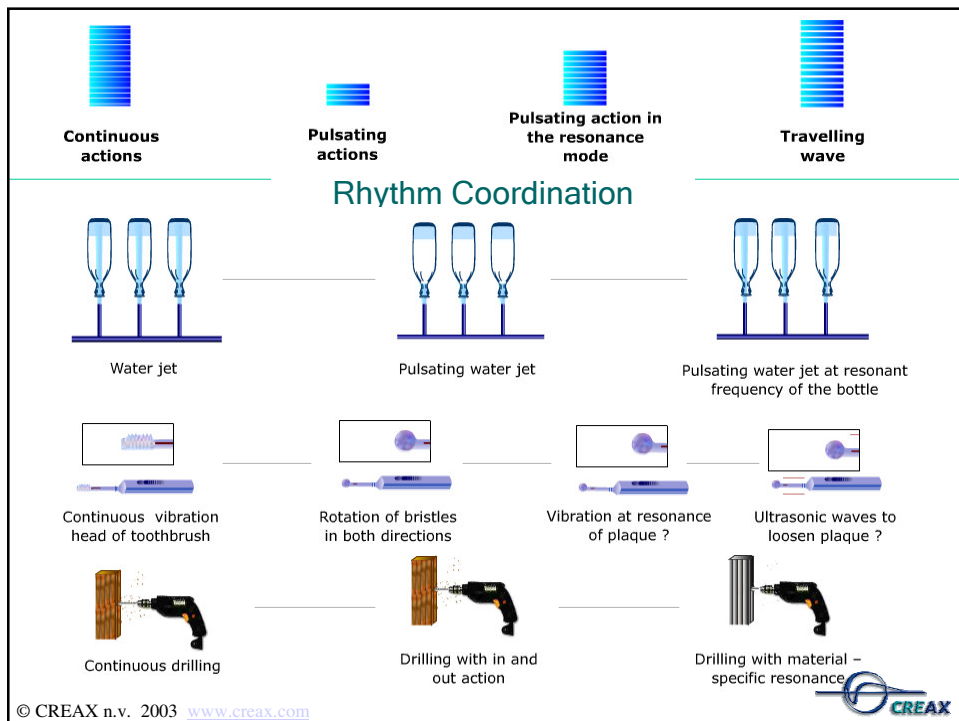 Continuous
actions
Pulsating
actions
Pulsating action in
the resonance
mode
Travelling
wave
Rhythm Coordination
Water jet
Pulsating water jet
Pulsating water jet at resonant
frequency of the bottle
Continuous vibration
head of toothbrush
Rotation of bristles
in both directions
Vibration at resonance
of plaque ?
Ultrasonic waves to
loosen plaque ?
Continuous drilling
Drilling with in and
out action
Drilling with material –
specific resonance
© CREAX n.v. 2003 www.creax.com
CREAX